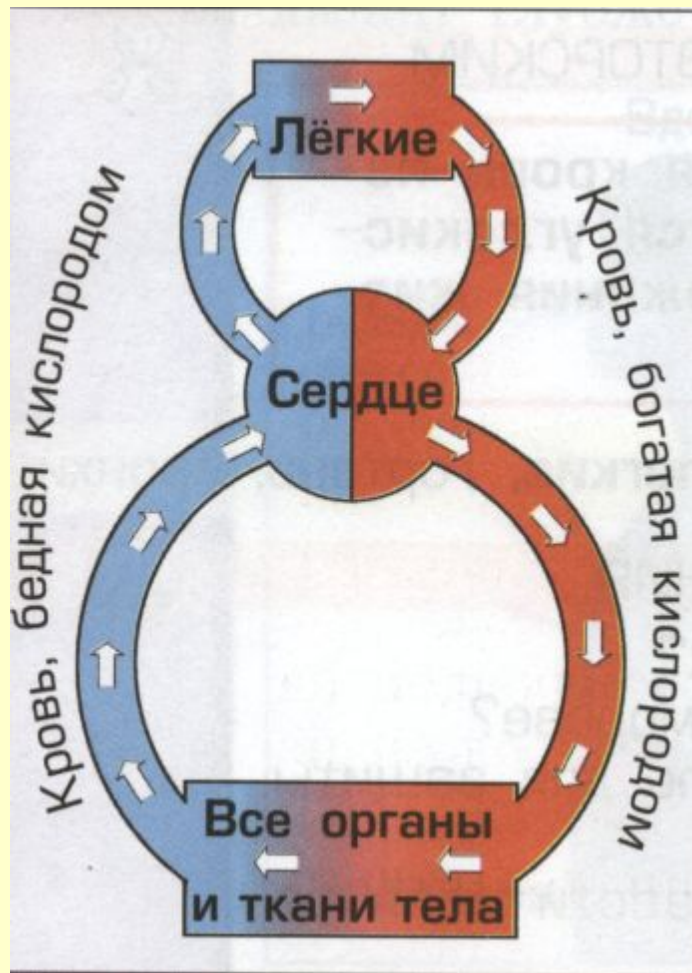 Лёгкие
Кровь, бедная кислородом
Кровь, богатая кислородом
Сердце
Все органы
и ткани тела